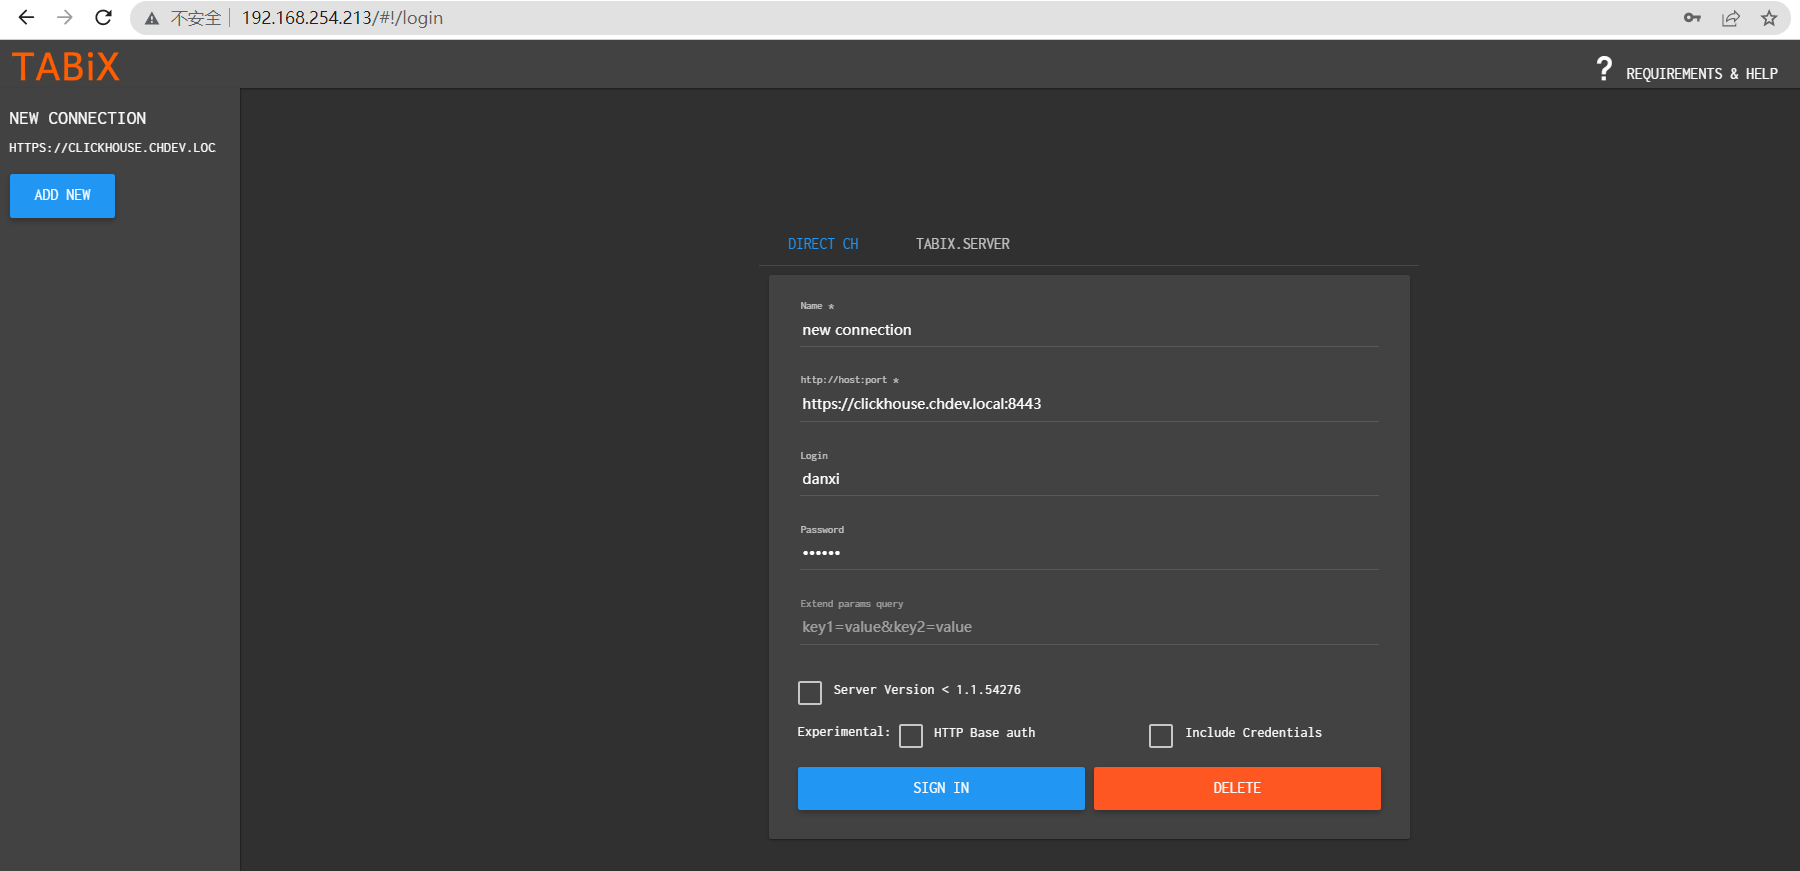 不安全 192.168.254.213/#!/login
TABiX
? REQUIREMENTS & HELP
NEW CONNECTION
HTTPS://CLICKHOUSE.CHDEV.LOC
ADD NEW
DIRECT CH TABIX.SERVER
Name *
new connection
http://host:port *
https://clickhouse.chdev.local:8443
Login
danxi
Password
••••••
Extend params query
key1=value&key2=value
Server Version < 1.1.54276
Experimental: HTTP Base auth Include Credentials
SIGN IN DELETE